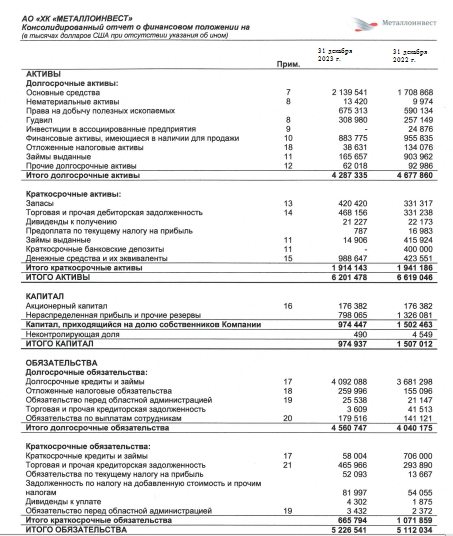 АО «ХК «МЕТАЛЛОИНВЕСТ»
Консолидированный отчет о финансовом положении на
(в тысячах долларов США при отсутствии указания об ином)
Металлоинвест
Прим. 31 декабря 2023 г. 31 декабря 2022 г.
АКТИВЫ
Долгосрочные активы:
Основные средства 7 2 139 541 1 708 868
Нематериальные активы 8 13 420 9 974
Права на добычу полезных ископаемых 675 313 590 134
Гудвил 8 308 980 257 149
Инвестиции в ассоциированные предприятия 9 - 24 876
Финансовые активы, имеющиеся в наличии для продажи 10 883 775 955 835
Отложенные налоговые активы 18 38 631 134 076
Займы выданные 11 165 657 903 962
Прочие долгосрочные активы 12 62 018 92 986
Итого долгосрочные активы 4 287 335 4 677 860
Краткосрочные активы:
Запасы 13 420 420 331 317
Торговая и прочая дебиторская задолженность 14 468 156 331 238
Дивиденды к получению 21 227 22 173
Предоплата по текущему налогу на прибыль 787 16 983
Займы выданные 11 14 906 415 924
Краткосрочные банковские депозиты 11 - 400 000
Денежные средства и их эквиваленты 15 988 647 423 551
Итого краткосрочные активы 1 914 143 1 941 186
ИТОГО АКТИВЫ 6 201 478 6 619 046
КАПИТАЛ
Акционерный капитал 16 176 382 176 382
Нераспределенная прибыль и прочие резервы 798 065 1 326 081
Капитал, приходящийся на долю собственников Компании 974 447 1 502 463
Неконтролирующая доля 490 4 549
ИТОГО КАПИТАЛ 974 937 1 507 012
ОБЯЗАТЕЛЬСТВА
Долгосрочные обязательства:
Долгосрочные кредиты и займы 17 4 092 088 3 681 298
Отложенные налоговые обязательства 18 259 996 155 096
Обязательство перед областной администрацией 19 25 538 21 147
Торговая и прочая кредиторская задолженность 3 609 41 513
Обязательства по выплатам сотрудникам 20 179 516 141 121
Итого долгосрочные обязательства 4 560 747 4 040 175
Краткосрочные обязательства:
Краткосрочные кредиты и займы 17 58 004 706 000
Торговая и прочая кредиторская задолженность 21 465 966 293 890
Обязательства по текущему налогу на прибыль 52 093 13 667
Задолженность по налогу на добавленную стоимость и прочим
налогам 81 997 54 055
Дивиденды к уплате 4 302 1 875
Обязательство перед областной администрацией 19 3 432 2 372
Итого краткосрочные обязательства 665 794 1 071 859
ИТОГО ОБЯЗАТЕЛЬСТВА 5 226 541 5 112 034